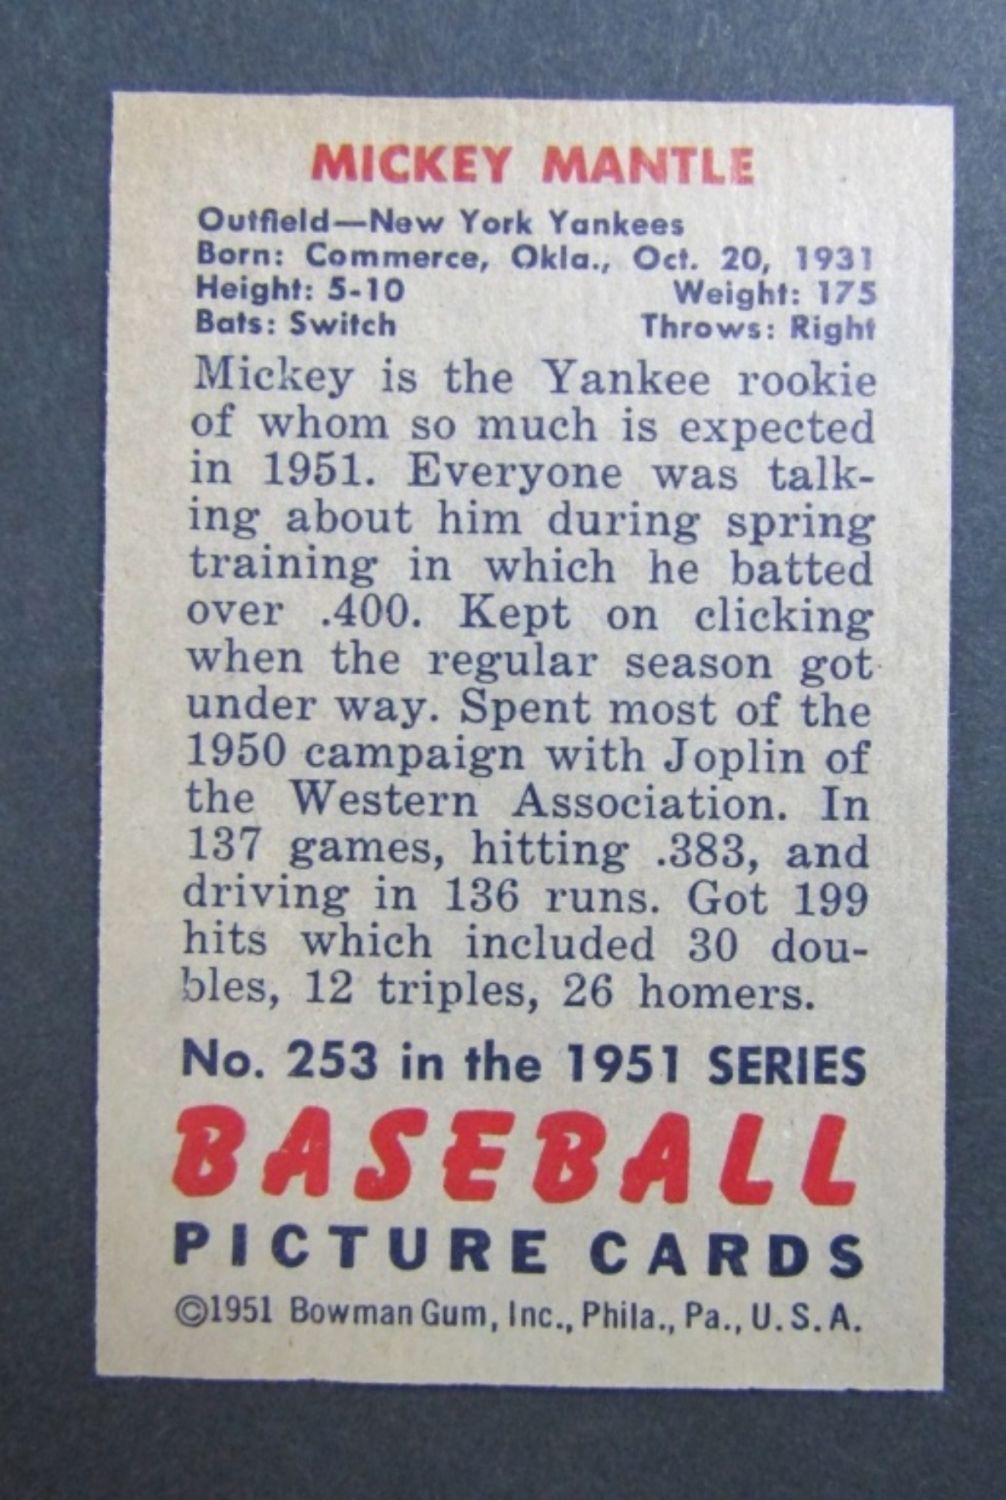 MICKEY MANTLE
Outfield—New York Yankees
Born: Commerce, Okla., Oct. 20, 1931
Height: 5-10 Weight: 175
Bats: Switch Throws: Right
Mickey is the Yankee rookie
of whom so much is expected
in 1951. Everyone was talk-
ing about him during spring
training in which he batted
over .400. Kept on clicking
when the regular season got
under way. Spent most of the
1950 campaign with Joplin of
the Western Association. In
137 games, hitting .383, and
driving in 136 runs. Got 199
hits which included 30 dou-
bles, 12 triples, 26 homers.
No. 253 in the 1951 SERIES
BASEBALL
PICTURE CARDS
©1951 Bowman Gum, Inc., Phila., Pa., U.S.A.